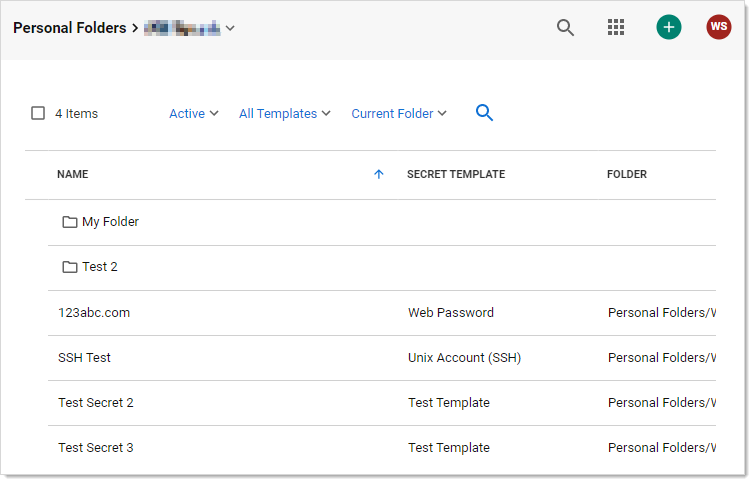 Personal Folders
WS
4 Items Active All Templates Current Folder
NAME SECRET TEMPLATE FOLDER
My Folder
Test 2
123abc.com Web Password Personal Folders/W
SSH Test Unix Account (SSH) Personal Folders/W
Test Secret 2 Test Template Personal Folders/W
Test Secret 3 Test Template Personal Folders/W